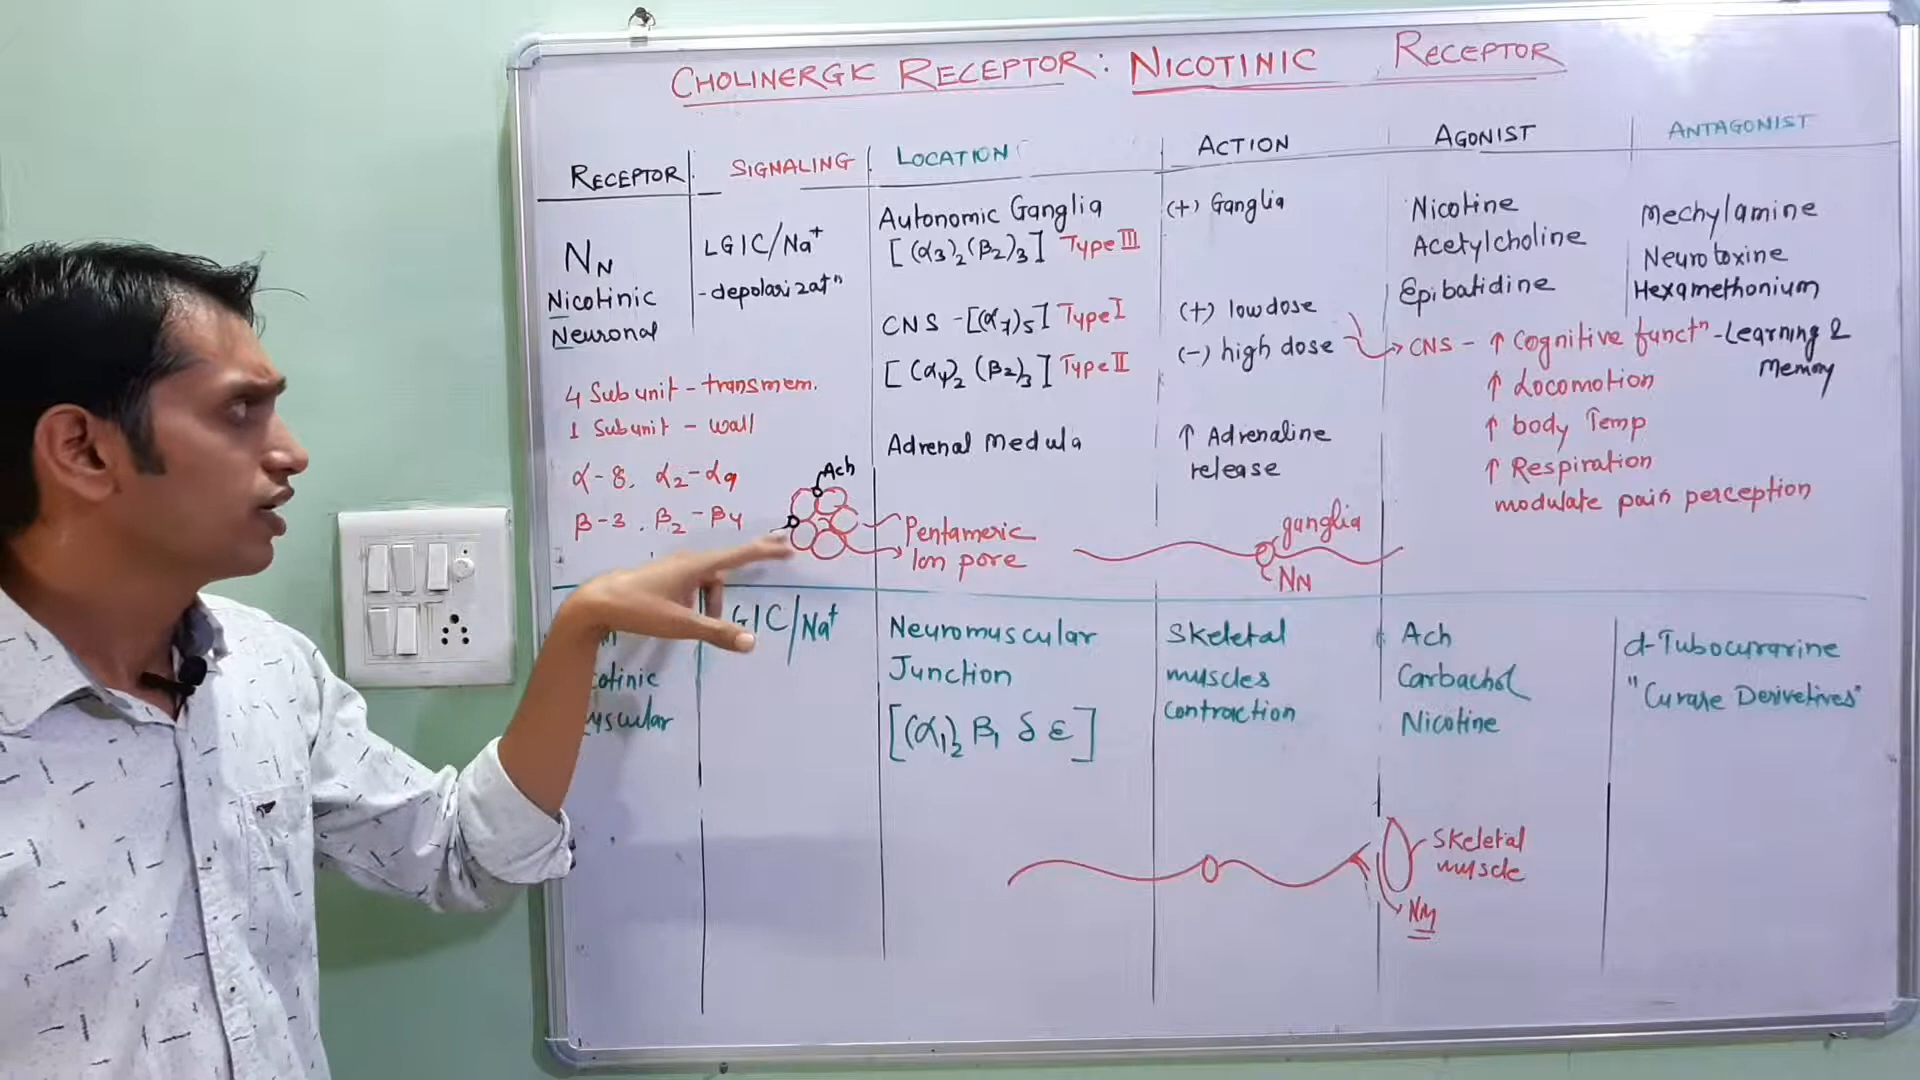 CHOLINERGIC RECEPTOR: NICOTINIC RECEPTOR
RECEPTOR SIGNALING LOCATION ACTION AGONIST ANTAGONIST
NN
Nicotinic
Neuronal
4 Subunit - transmem.
1 Subunit - wall
α-8, α2-α9
β-3. β2-β4
LGIC/Na+
-depolarizatn
Ach
Pentameric
Ion pore
Autonomic Ganglia
[(α3)2(β2)3] Type III
CNS -[(α7)5] Type I
[(α4)2 (β2)3] Type II
Adrenal Medula
(+) Ganglia
(+) low dose
(-) high dose
↑ Adrenaline
release
ganglia
NN
Nicotine
Acetylcholine
Epibatidine
Mechylamine
Neurotoxine
Hexamethonium
CNS - ↑ Cognitive functn - Learning &
Memory
↑ Locomotion
↑ body Temp
↑ Respiration
modulate pain perception
otinic
uscular
GIC/Na+
Neuromuscular
Junction
[(α1)2 β1 δ ε]
Skeletal
muscles
contraction
Ach
Carbachol
Nicotine
d-Tubocurarine
"Curare Derivetives"
Skeletal
muscle
NM